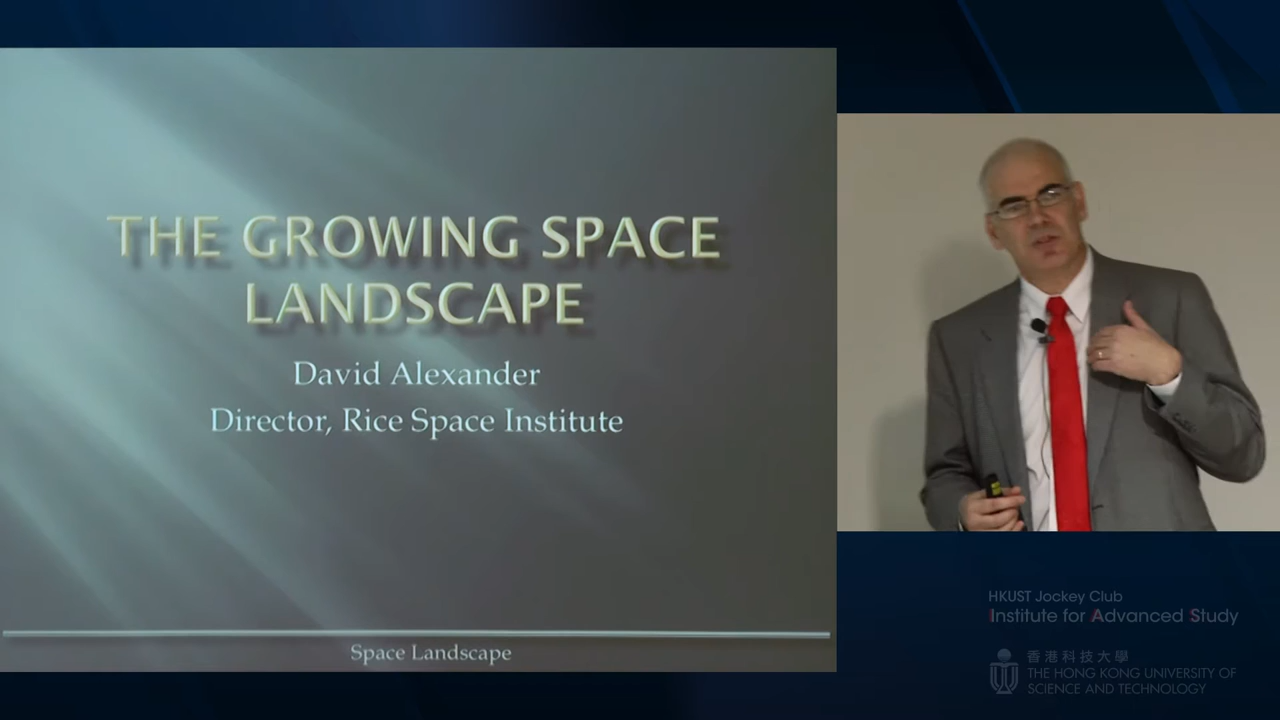 THE GROWING SPACE
LANDSCAPE
David Alexander
Director, Rice Space Institute
Space Landscape
HKUST Jockey Club
Institute for Advanced Study
香港科技大學
THE HONG KONG UNIVERSITY OF
SCIENCE AND TECHNOLOGY